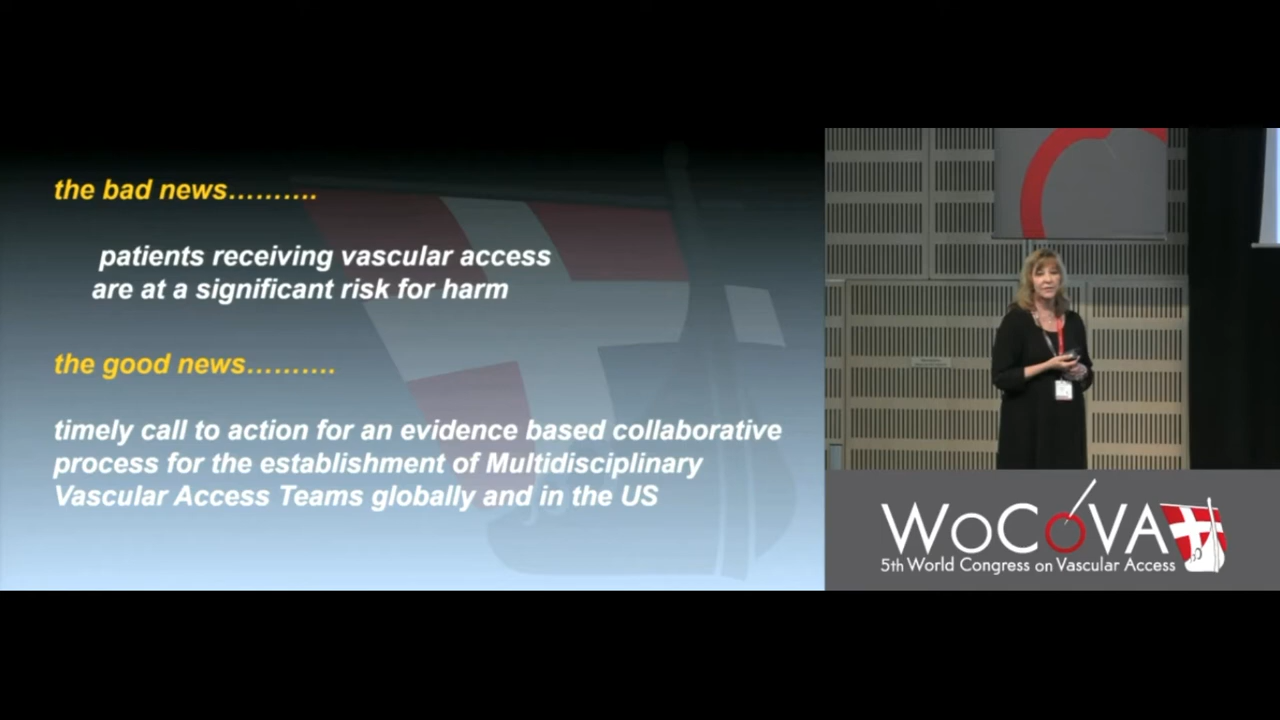 the bad news..........
patients receiving vascular access
are at a significant risk for harm
the good news..........
timely call to action for an evidence based collaborative
process for the establishment of Multidisciplinary
Vascular Access Teams globally and in the US
WoCoVA
5th World Congress on Vascular Access